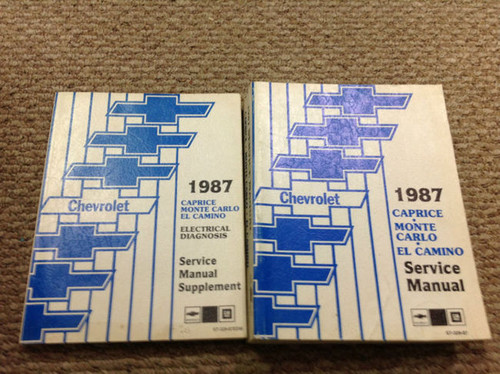 Chevrolet
1987
CAPRICE
MONTE CARLO
EL CAMINO
ELECTRICAL
DIAGNOSIS
Service
Manual
Supplement
Chevrolet
1987
CAPRICE •
MONTE
CARLO •
EL CAMINO
Service
Manual